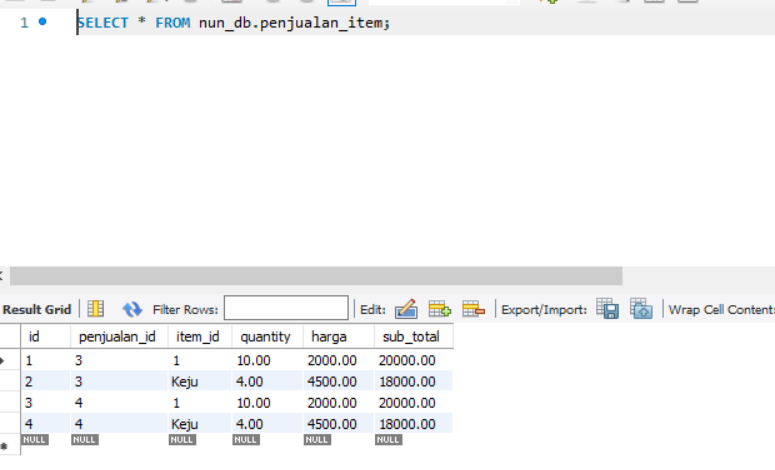 1 SELECT * FROM nun_db.penjualan_item;
Result Grid Filter Rows: Edit: Export/Import: Wrap Cell Content:
id penjualan_id item_id quantity harga sub_total
1 3 1 10.00 2000.00 20000.00
2 3 Keju 4.00 4500.00 18000.00
3 4 1 10.00 2000.00 20000.00
4 4 Keju 4.00 4500.00 18000.00
NULL NULL NULL NULL NULL NULL